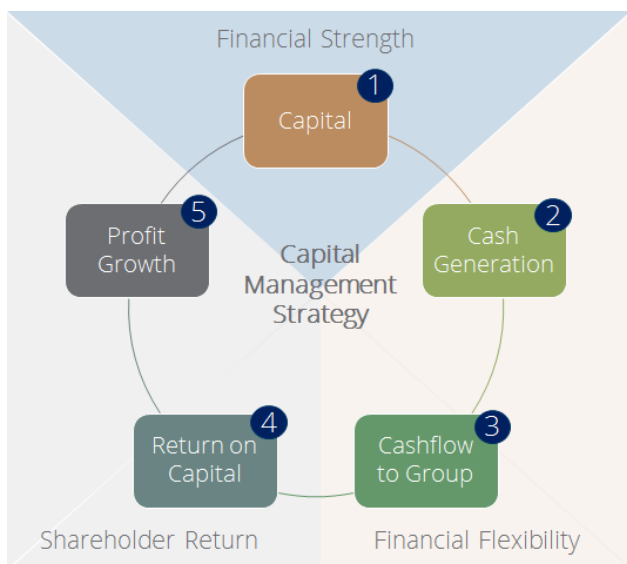 Financial Strength
1
Capital
5
Profit
Growth
2
Cash
Generation
Capital
Management
Strategy
4
Return on
Capital
3
Cashflow
to Group
Shareholder Return
Financial Flexibility